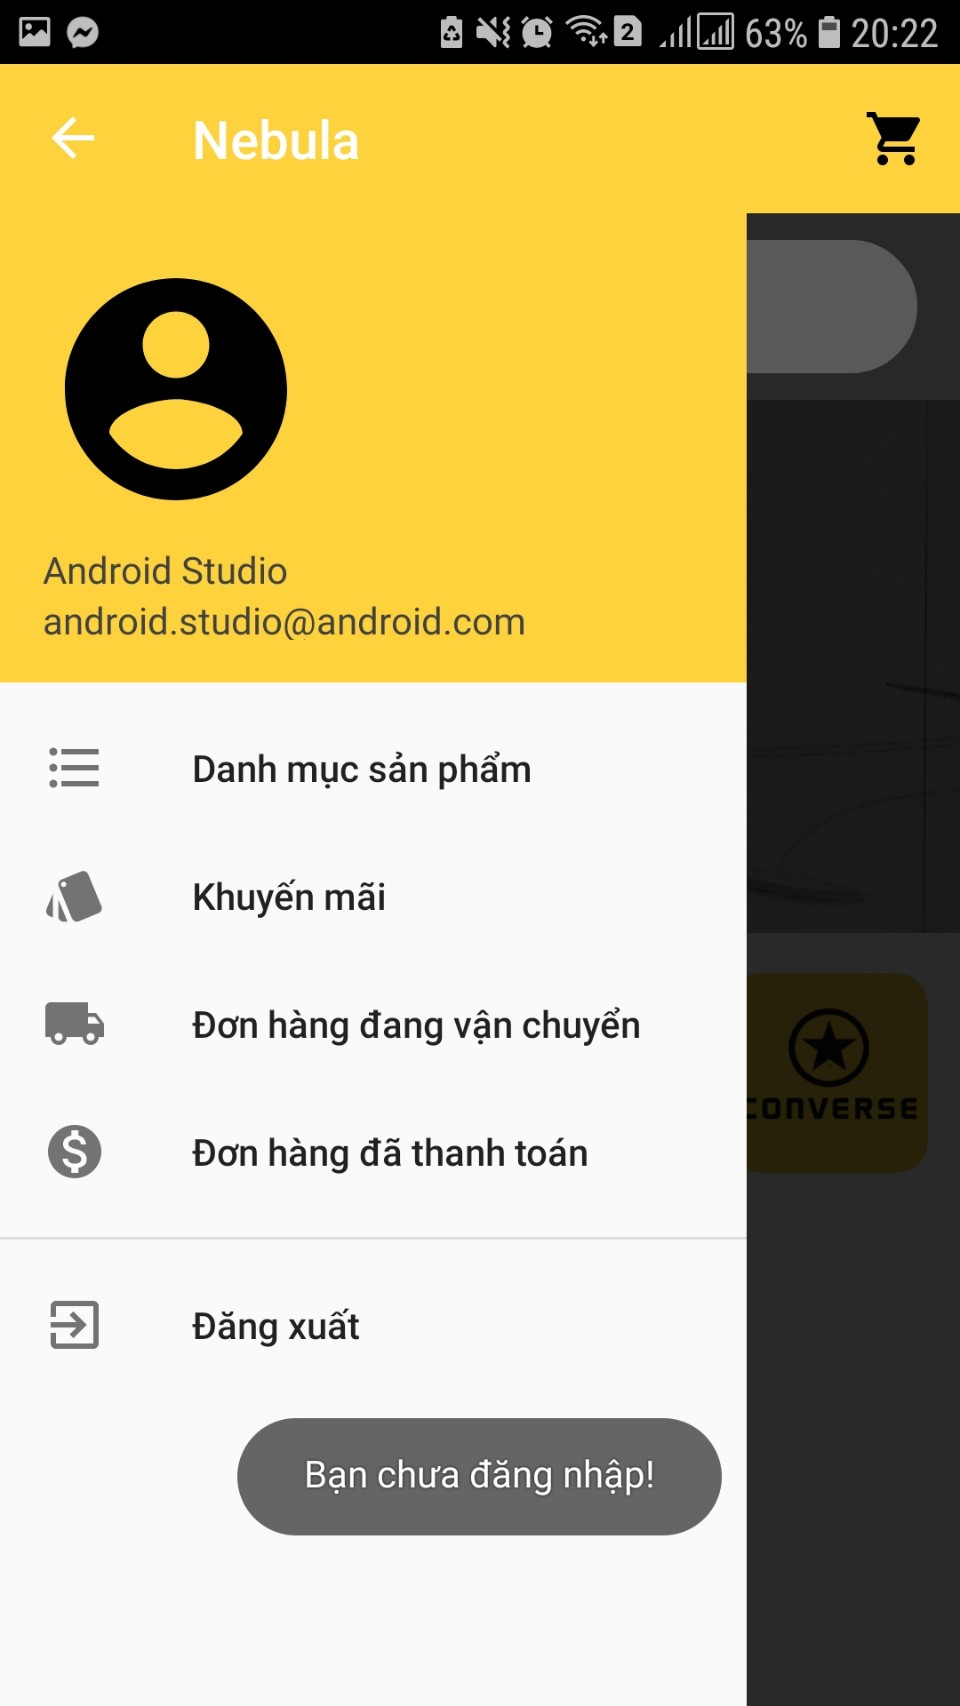 2 63% 20:22
Nebula
Android Studio
android.studio@android.com
Danh mục sản phẩm
Khuyến mãi
Đơn hàng đang vận chuyển
CONVERSE
Đơn hàng đã thanh toán
Đăng xuất
Bạn chưa đăng nhập!